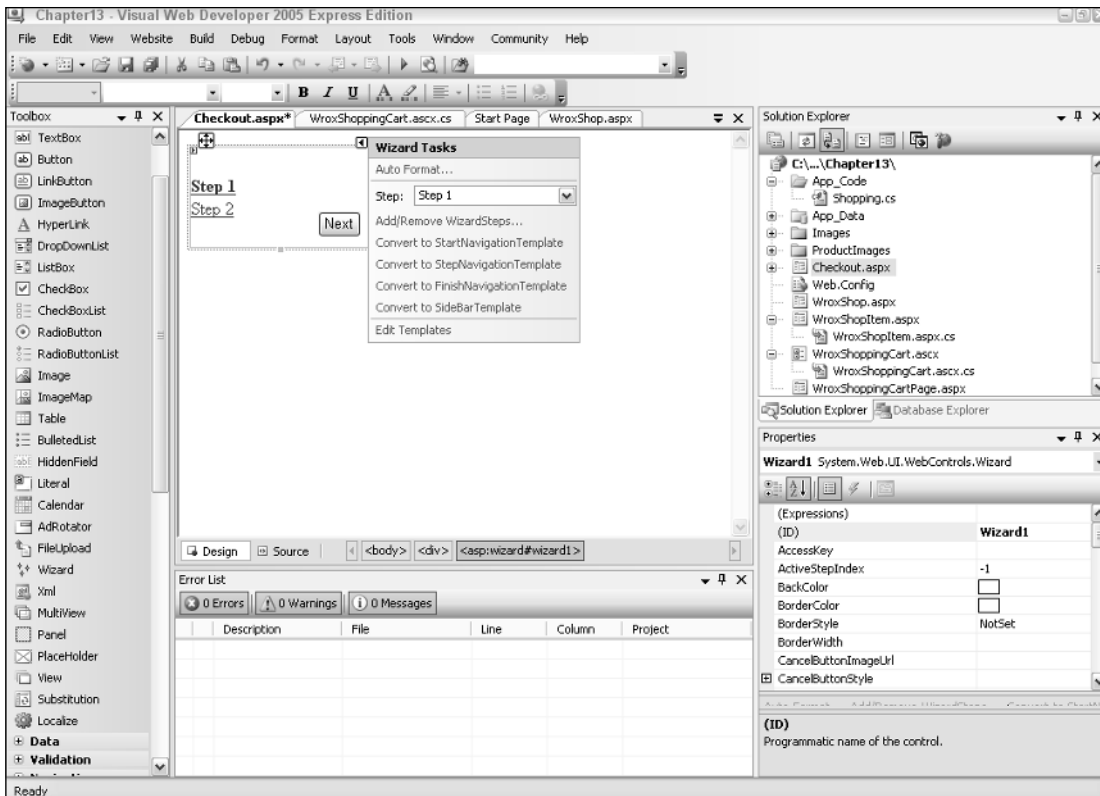 Chapter13 - Visual Web Developer 2005 Express Edition
File Edit View Website Build Debug Format Layout Tools Window Community Help
B I U
Toolbox
TextBox
Button
LinkButton
ImageButton
HyperLink
DropDownList
ListBox
CheckBox
CheckBoxList
RadioButton
RadioButtonList
Image
ImageMap
Table
BulletedList
HiddenField
Literal
Calendar
AdRotator
FileUpload
Wizard
Xml
MultiView
Panel
PlaceHolder
View
Substitution
Localize
Data
Validation
Checkout.aspx* WroxShoppingCart.ascx.cs Start Page WroxShop.aspx
Step 1
Step 2
Next
Wizard Tasks
Auto Format...
Step: Step 1
Add/Remove WizardSteps...
Convert to StartNavigationTemplate
Convert to StepNavigationTemplate
Convert to FinishNavigationTemplate
Convert to SideBarTemplate
Edit Templates
Design Source <body> <div> <asp:wizard#wizard1>
Error List
0 Errors 0 Warnings 0 Messages
Description File Line Column Project
Solution Explorer
C:\...\Chapter13\
App_Code
Shopping.cs
App_Data
Images
ProductImages
Checkout.aspx
Web.Config
WroxShop.aspx
WroxShopItem.aspx
WroxShopItem.aspx.cs
WroxShoppingCart.ascx
WroxShoppingCart.ascx.cs
WroxShoppingCartPage.aspx
Solution Explorer Database Explorer
Properties
Wizard1 System.Web.UI.WebControls.Wizard
(Expressions)
(ID) Wizard1
AccessKey
ActiveStepIndex -1
BackColor
BorderColor
BorderStyle NotSet
BorderWidth
CancelButtonImageUrl
CancelButtonStyle
(ID)
Programmatic name of the control.
Ready